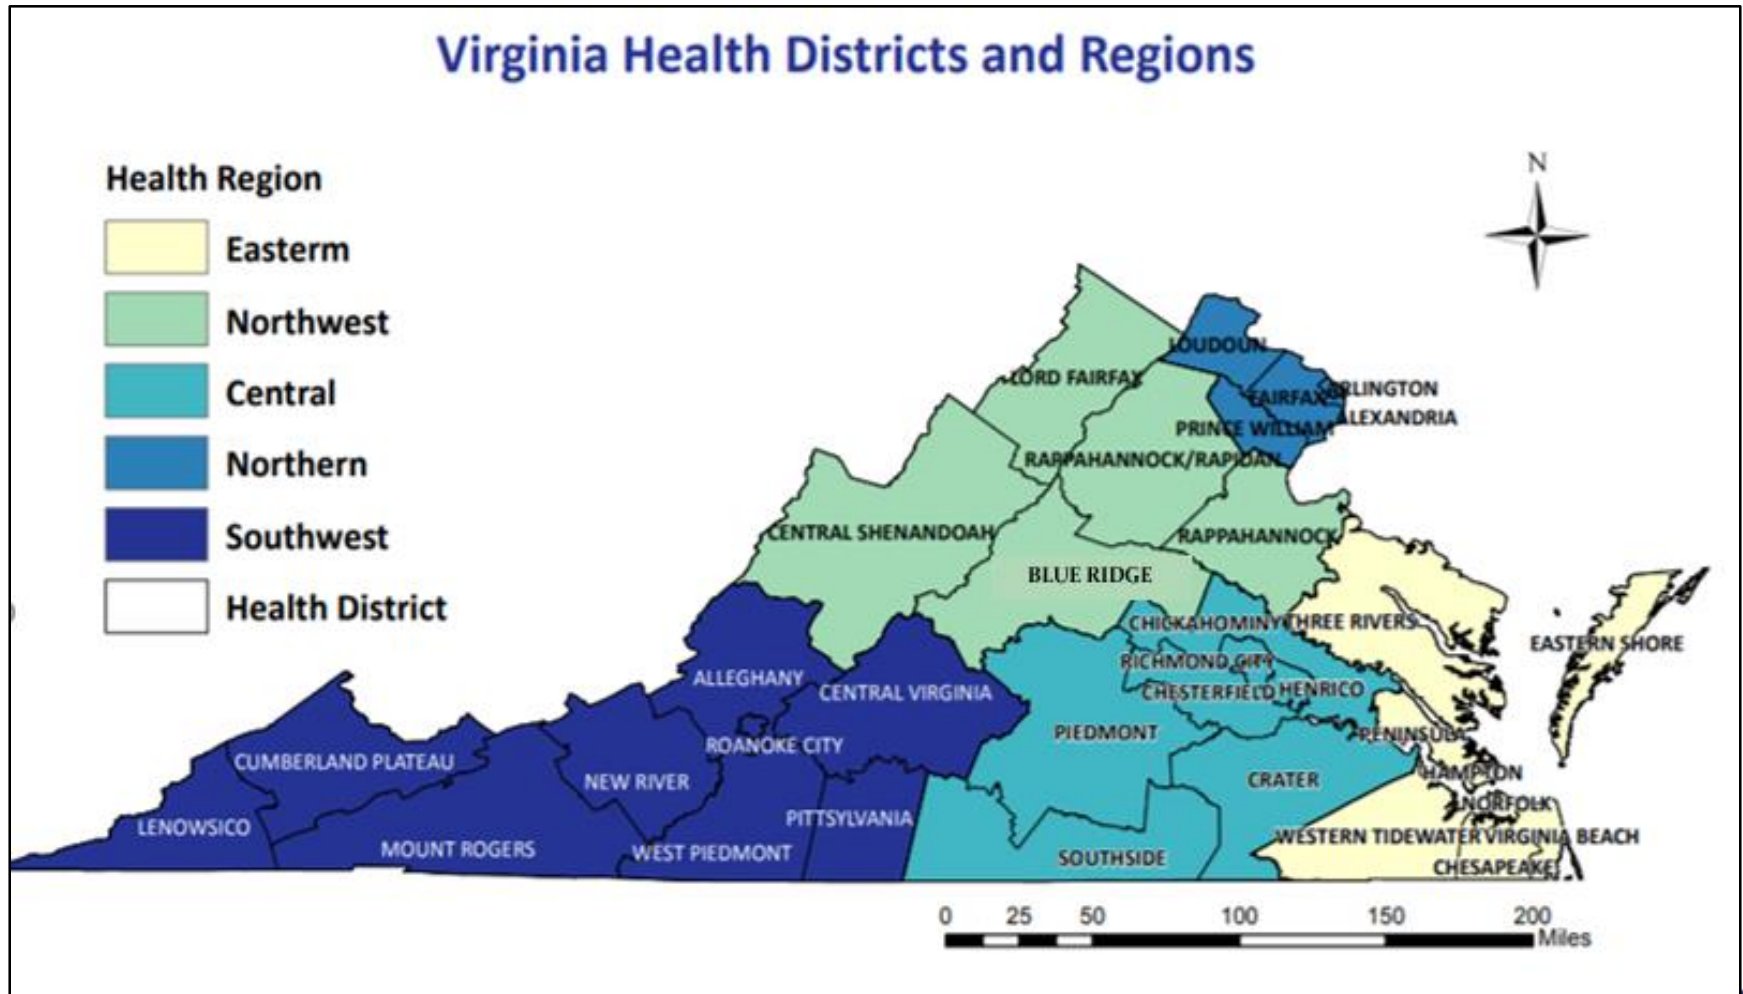 Virginia Health Districts and Regions
Health Region
Easterm
Northwest
Central
Northern
Southwest
Health District
N
LOUDOUN
LORD FAIRFAX
FAIRFAX
ARLINGTON
ALEXANDRIA
PRINCE WILLIAM
RAPPAHANNOCK/RAPIDAN
CENTRAL SHENANDOAH
RAPPAHANNOCK
BLUE RIDGE
CHICKAHOMINY
THREE RIVERS
EASTERN SHORE
RICHMOND CITY
ALLEGHANY
CENTRAL VIRGINIA
CHESTERFIELD
HENRICO
PIEDMONT
PENINSULA
ROANOKE CITY
CUMBERLAND PLATEAU
NEW RIVER
CRATER
HAMPTON
NORFOLK
PITTSYLVANIA
LENOWSICO
WESTERN TIDEWATER
VIRGINIA BEACH
MOUNT ROGERS
WEST PIEDMONT
SOUTHSIDE
CHESAPEAKE
0 25 50 100 150 200
Miles